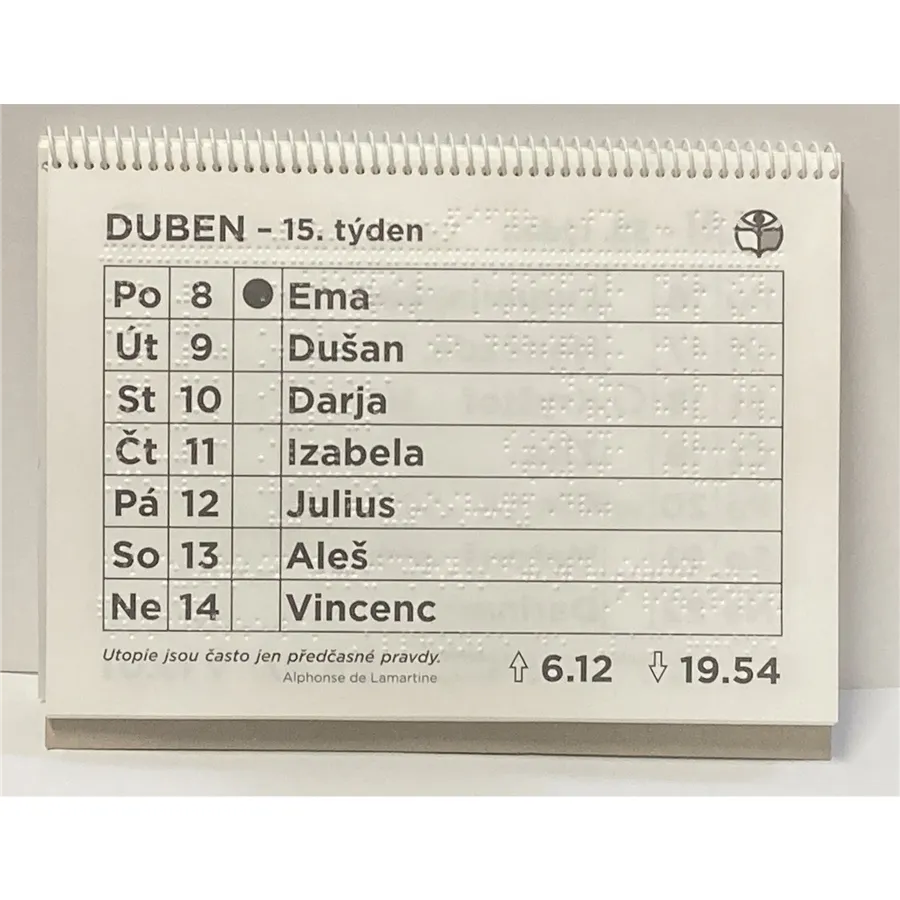 DUBEN – 15. týden
Po 8 ● Ema
Út 9 Dušan
St 10 Darja
Čt 11 Izabela
Pá 12 Julius
So 13 Aleš
Ne 14 Vincenc
Utopie jsou často jen předčasné pravdy.
Alphonse de Lamartine
⇧ 6.12 ⇩ 19.54